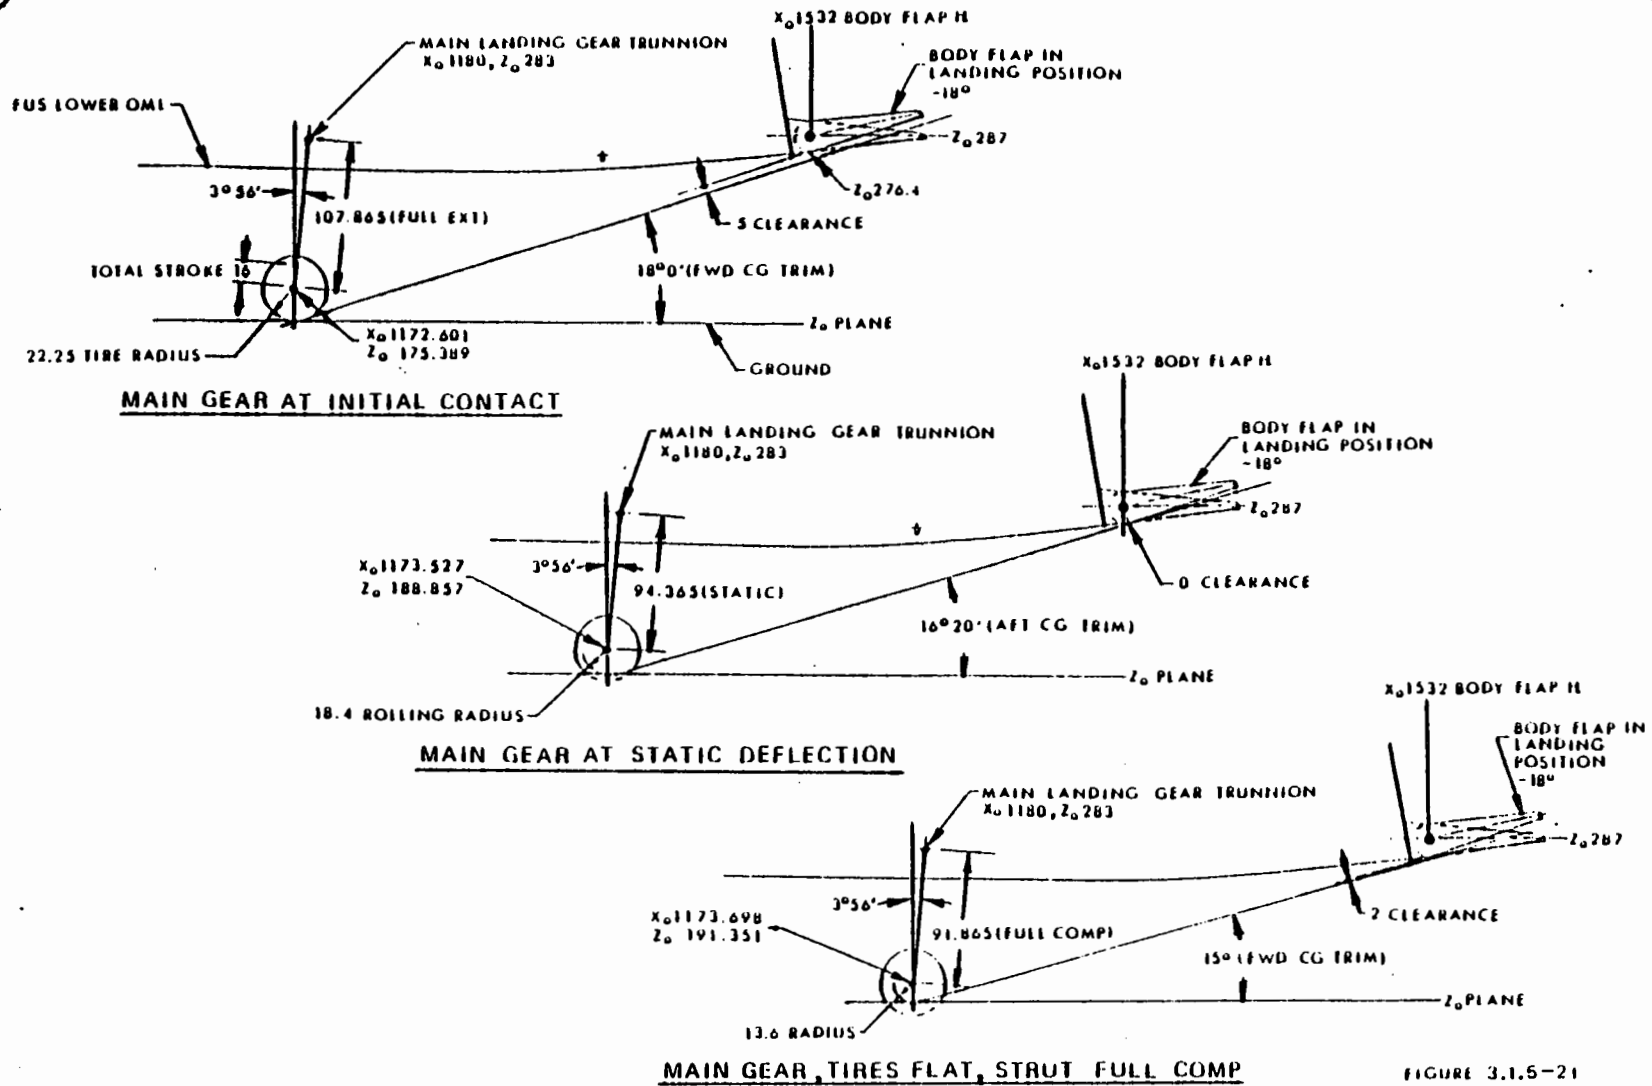 X₀1532 BODY FLAP H
MAIN LANDING GEAR TRUNNION
X₀1180, Z₀283
BODY FLAP IN
LANDING POSITION
~18°
FUS LOWER OML
Z₀287
3°56'
Z₀276.4
107.865(FULL EXT)
5 CLEARANCE
TOTAL STROKE 16
18°0'(FWD CG TRIM)
Z₀ PLANE
X₀1172.601
Z₀ 175.389
22.25 TIRE RADIUS
GROUND
MAIN GEAR AT INITIAL CONTACT
X₀1532 BODY FLAP H
MAIN LANDING GEAR TRUNNION
X₀1180, Z₀283
BODY FLAP IN
LANDING POSITION
~18°
Z₀287
X₀1173.527
Z₀ 188.857
3°56'
94.365(STATIC)
0 CLEARANCE
16°20'(AFT CG TRIM)
Z₀ PLANE
18.4 ROLLING RADIUS
MAIN GEAR AT STATIC DEFLECTION
X₀1532 BODY FLAP H
BODY FLAP IN
LANDING
POSITION
~18°
MAIN LANDING GEAR TRUNNION
X₀1180, Z₀283
Z₀287
3°56'
X₀1173.698
Z₀ 191.351
2 CLEARANCE
91.865(FULL COMP)
15° (FWD CG TRIM)
Z₀PLANE
13.6 RADIUS
MAIN GEAR, TIRES FLAT, STRUT FULL COMP
FIGURE 3.1.5-21